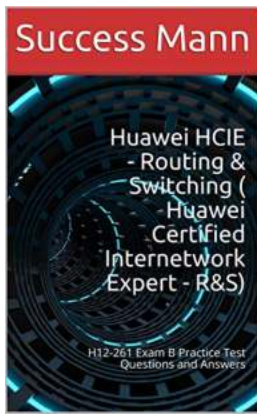 Success Mann
Huawei HCIE
- Routing &
Switching (
Huawei
Certified
Internetwork
Expert - R&S)
H12-261 Exam B Practice Test
Questions and Answers